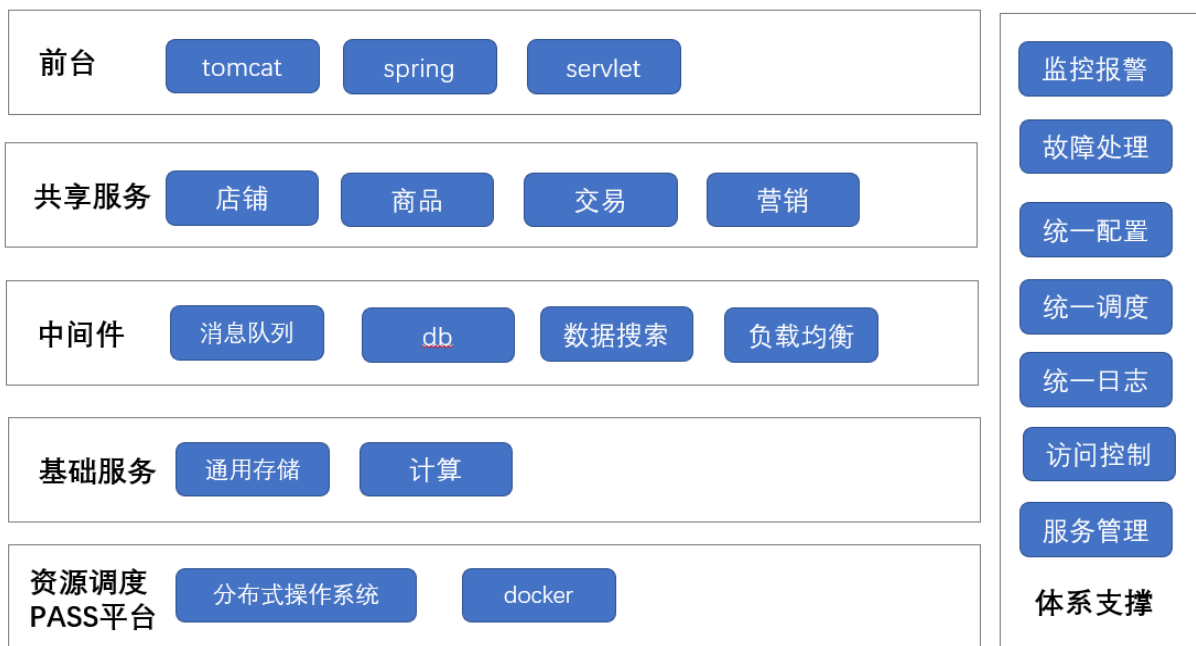 前台
tomcat
spring
servlet
共享服务
店铺
商品
交易
营销
中间件
消息队列
db
数据搜索
负载均衡
基础服务
通用存储
计算
资源调度
PASS平台
分布式操作系统
docker
监控报警
故障处理
统一配置
统一调度
统一日志
访问控制
服务管理
体系支撑